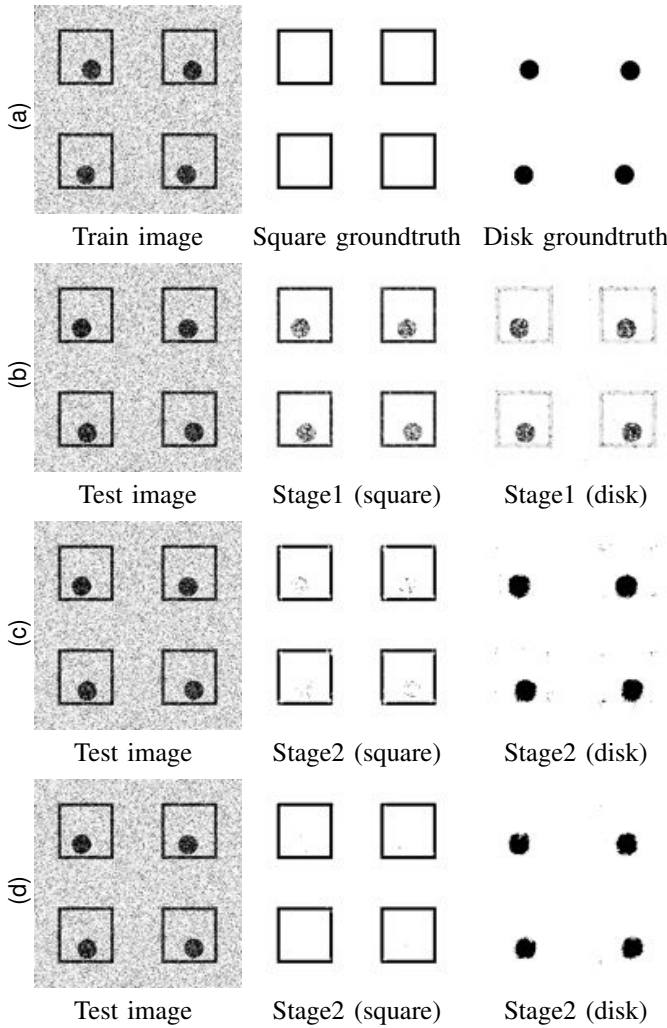 (a)
Train image Square groundtruth Disk groundtruth
(b)
Test image Stage1 (square) Stage1 (disk)
(c)
Test image Stage2 (square) Stage2 (disk)
(d)
Test image Stage2 (square) Stage2 (disk)